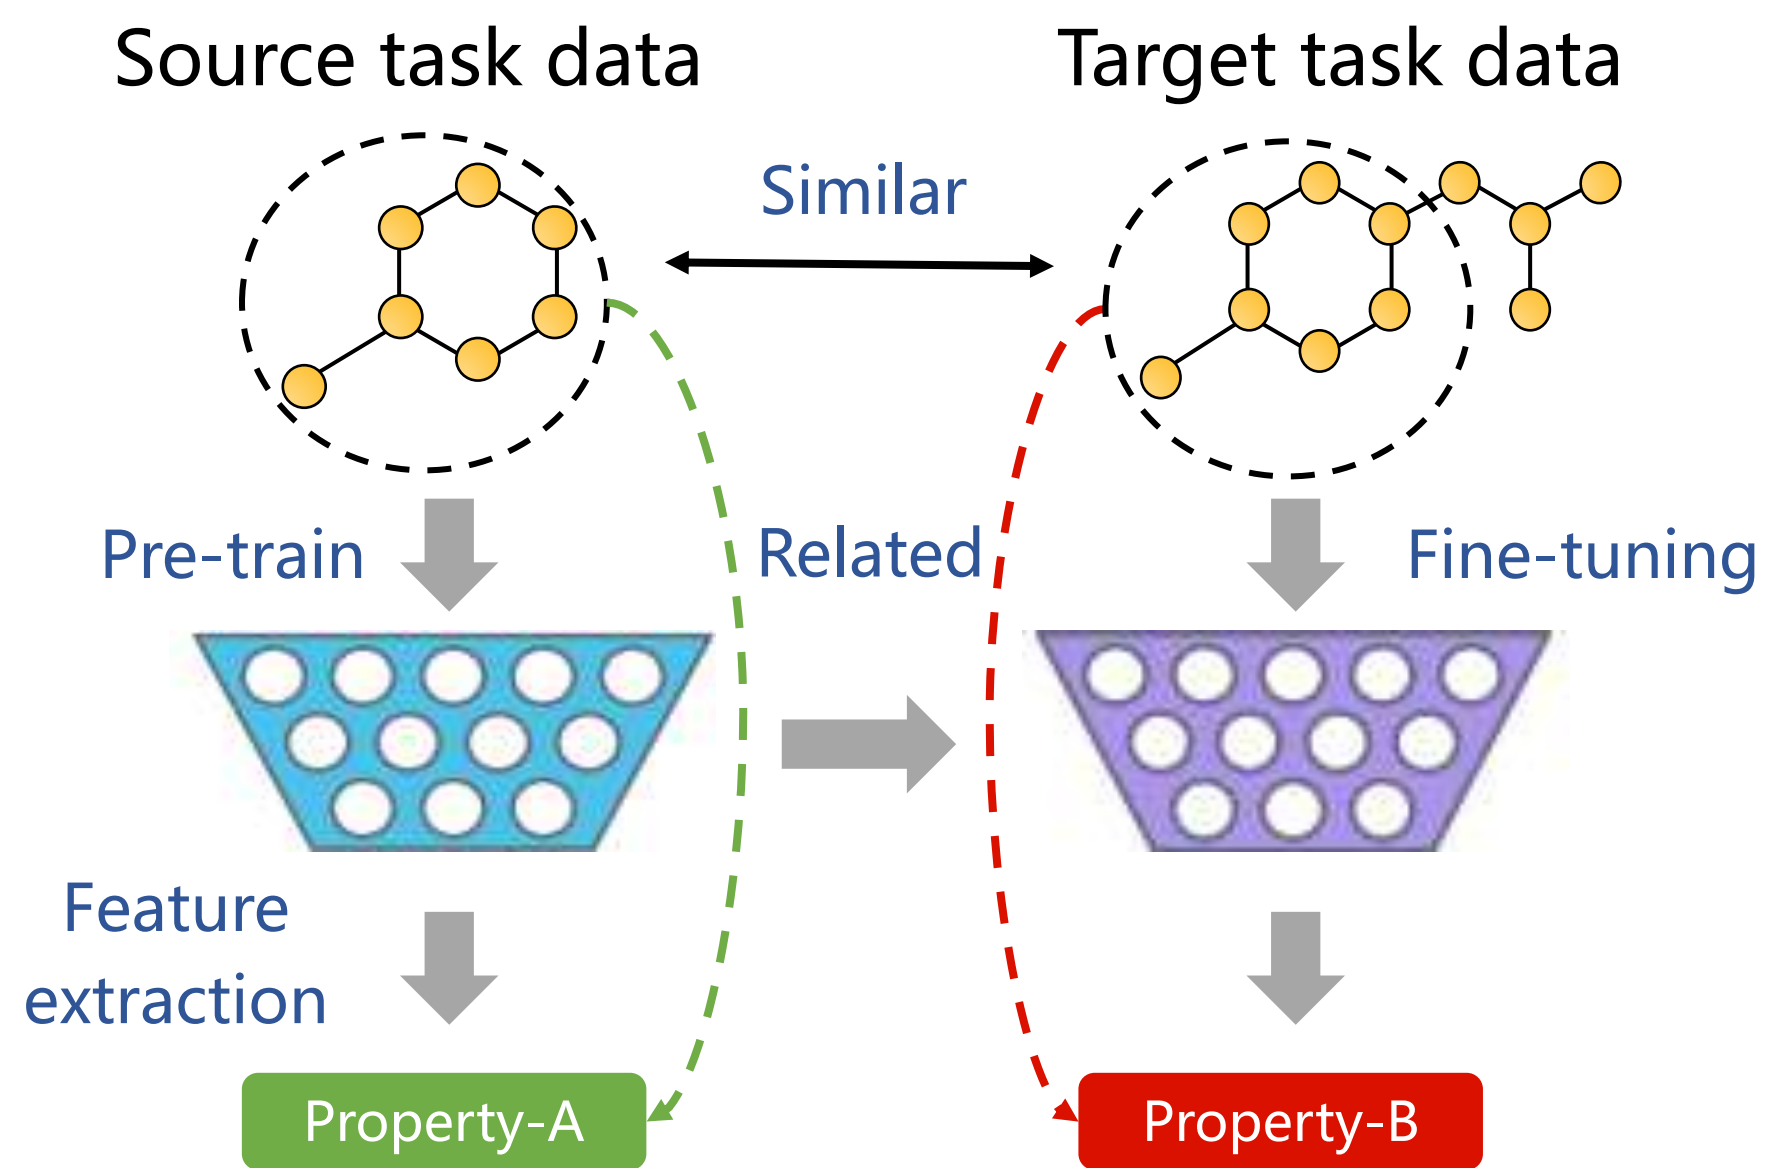 Source task data
Target task data
Similar
Pre-train
Related
Fine-tuning
Feature
extraction
Property-A
Property-B